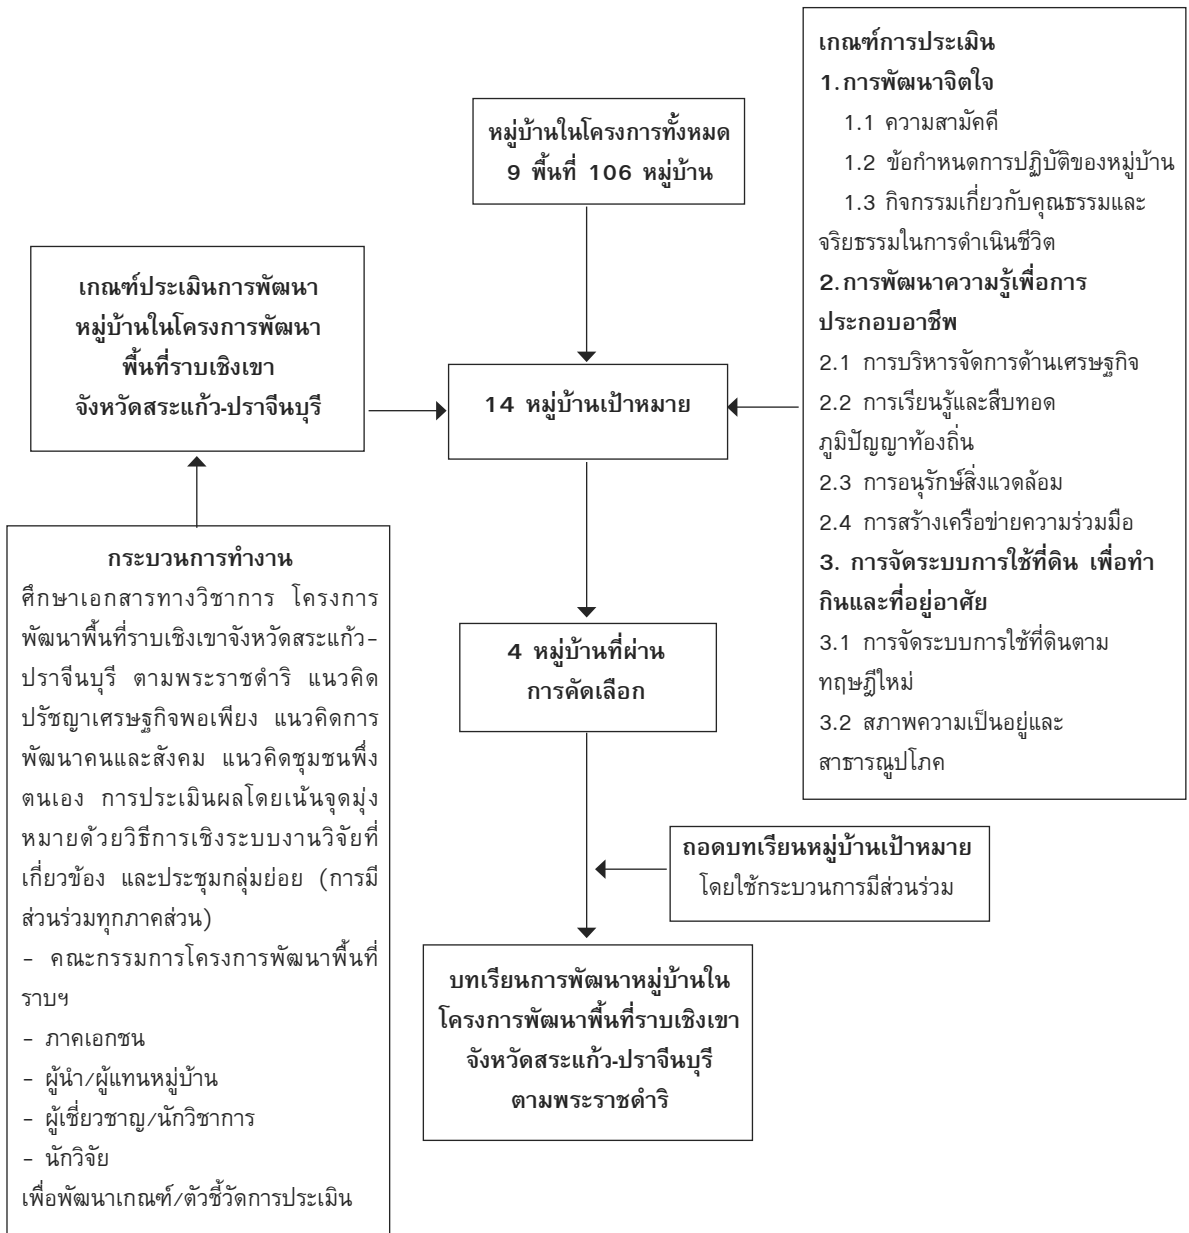 หมู่บ้านในโครงการทั้งหมด
9 พื้นที่ 106 หมู่บ้าน
เกณฑ์การประเมิน
1.การพัฒนาจิตใจ
1.1 ความสามัคคี
1.2 ข้อกำหนดการปฏิบัติของหมู่บ้าน
1.3 กิจกรรมเกี่ยวกับคุณธรรมและ
จริยธรรมในการดำเนินชีวิต
2.การพัฒนาความรู้เพื่อการ
ประกอบอาชีพ
2.1 การบริหารจัดการด้านเศรษฐกิจ
2.2 การเรียนรู้และสืบทอด
ภูมิปัญญาท้องถิ่น
2.3 การอนุรักษ์สิ่งแวดล้อม
2.4 การสร้างเครือข่ายความร่วมมือ
3. การจัดระบบการใช้ที่ดิน เพื่อทำ
กินและที่อยู่อาศัย
3.1 การจัดระบบการใช้ที่ดินตาม
ทฤษฎีใหม่
3.2 สภาพความเป็นอยู่และ
สาธารณูปโภค
เกณฑ์ประเมินการพัฒนา
หมู่บ้านในโครงการพัฒนา
พื้นที่ราบเชิงเขา
จังหวัดสระแก้ว-ปราจีนบุรี
14 หมู่บ้านเป้าหมาย
กระบวนการทำงาน
ศึกษาเอกสารทางวิชาการ โครงการ
พัฒนาพื้นที่ราบเชิงเขาจังหวัดสระแก้ว-
ปราจีนบุรี ตามพระราชดำริ แนวคิด
ปรัชญาเศรษฐกิจพอเพียง แนวคิดการ
พัฒนาคนและสังคม แนวคิดชุมชนพึ่ง
ตนเอง การประเมินผลโดยเน้นจุดมุ่ง
หมายด้วยวิธีการเชิงระบบงานวิจัยที่
เกี่ยวข้อง และประชุมกลุ่มย่อย (การมี
ส่วนร่วมทุกภาคส่วน)
- คณะกรรมการโครงการพัฒนาพื้นที่
ราบฯ
- ภาคเอกชน
- ผู้นำ/ผู้แทนหมู่บ้าน
- ผู้เชี่ยวชาญ/นักวิชาการ
- นักวิจัย
เพื่อพัฒนาเกณฑ์/ตัวชี้วัดการประเมิน
4 หมู่บ้านที่ผ่าน
การคัดเลือก
ถอดบทเรียนหมู่บ้านเป้าหมาย
โดยใช้กระบวนการมีส่วนร่วม
บทเรียนการพัฒนาหมู่บ้านใน
โครงการพัฒนาพื้นที่ราบเชิงเขา
จังหวัดสระแก้ว-ปราจีนบุรี
ตามพระราชดำริ